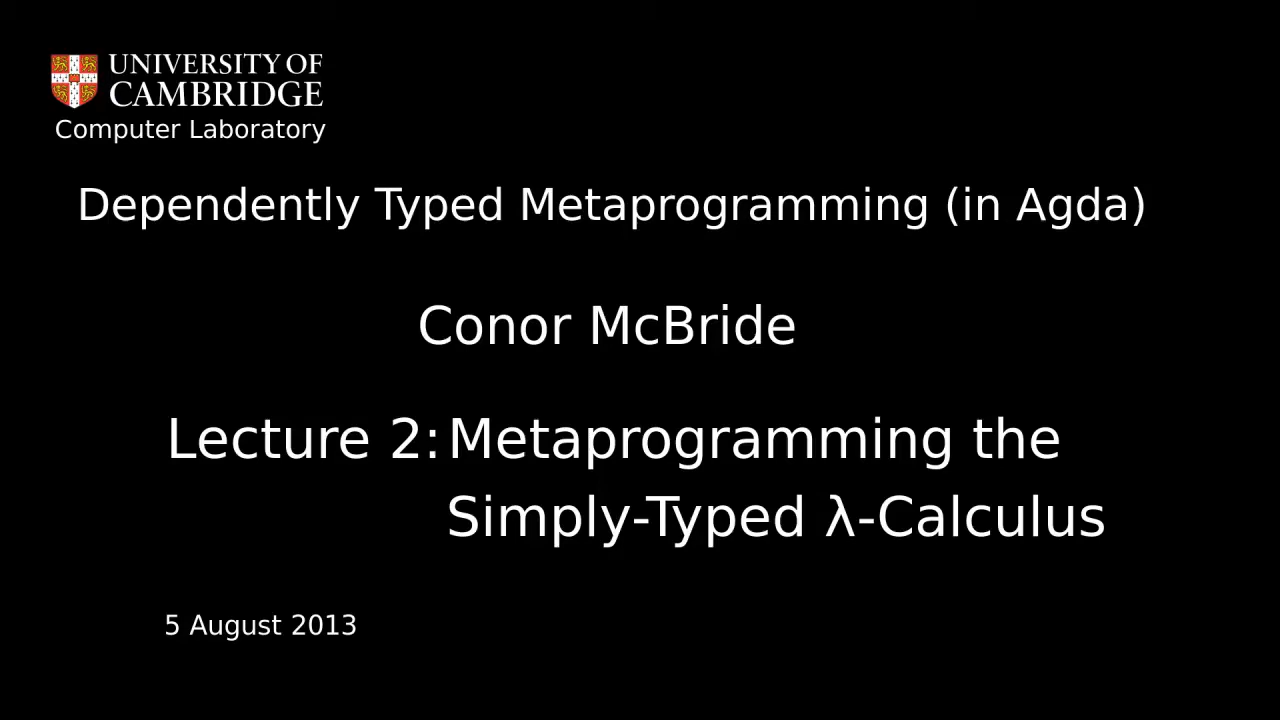 UNIVERSITY OF
CAMBRIDGE
Computer Laboratory
Dependently Typed Metaprogramming (in Agda)
Conor McBride
Lecture 2: Metaprogramming the
Simply-Typed λ-Calculus
5 August 2013